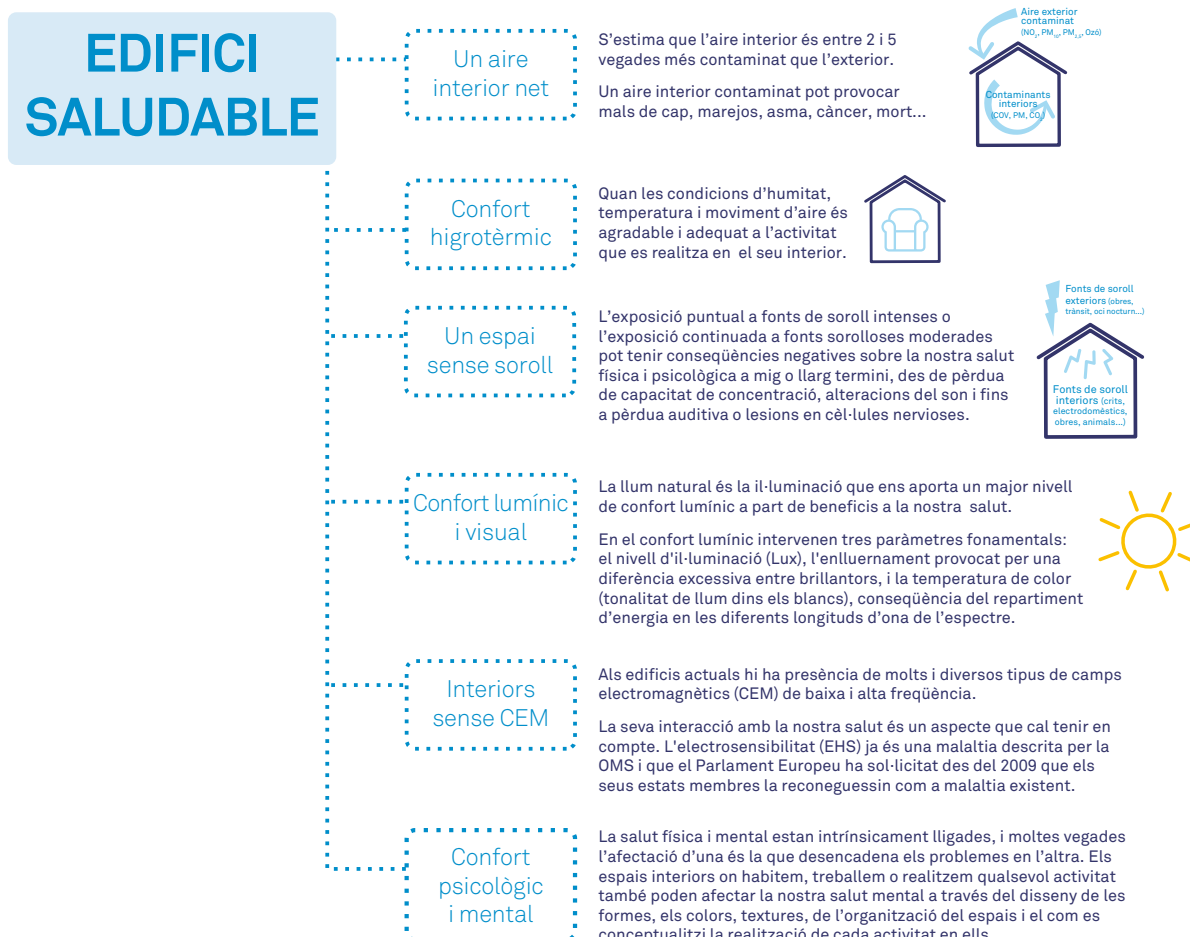 EDIFICI
SALUDABLE
Un aire
interior net
S’estima que l’aire interior és entre 2 i 5
vegades més contaminat que l’exterior.
Un aire interior contaminat pot provocar
mals de cap, marejos, asma, càncer, mort...
Aire exterior
contaminat
(NO₂, PM₁₀, PM₂,₅, Ozó)
Contaminants
interiors
(COV, PM, CO₂)
Confort
higrotèrmic
Quan les condicions d’humitat,
temperatura i moviment d’aire és
agradable i adequat a l’activitat
que es realitza en el seu interior.
Un espai
sense soroll
L’exposició puntual a fonts de soroll intenses o
l’exposició continuada a fonts sorolloses moderades
pot tenir conseqüències negatives sobre la nostra salut
física i psicològica a mig o llarg termini, des de pèrdua
de capacitat de concentració, alteracions del son i fins
a pèrdua auditiva o lesions en cèl·lules nervioses.
Fonts de soroll
exteriors (obres,
trànsit, oci nocturn...)
Fonts de soroll
interiors (crits,
electrodomèstics,
obres, animals...)
Confort lumínic
i visual
La llum natural és la il·luminació que ens aporta un major nivell
de confort lumínic a part de beneficis a la nostra salut.
En el confort lumínic intervenen tres paràmetres fonamentals:
el nivell d'il·luminació (Lux), l'enlluernament provocat per una
diferència excessiva entre brillantors, i la temperatura de color
(tonalitat de llum dins els blancs), conseqüència del repartiment
d’energia en les diferents longituds d’ona de l’espectre.
Interiors
sense CEM
Als edificis actuals hi ha presència de molts i diversos tipus de camps
electromagnètics (CEM) de baixa i alta freqüència.
La seva interacció amb la nostra salut és un aspecte que cal tenir en
compte. L'electrosensibilitat (EHS) ja és una malaltia descrita per la
OMS i que el Parlament Europeu ha sol·licitat des del 2009 que els
seus estats membres la reconeguessin com a malaltia existent.
Confort
psicològic
i mental
La salut física i mental estan intrínsicament lligades, i moltes vegades
l’afectació d’una és la que desencadena els problemes en l’altra. Els
espais interiors on habitem, treballem o realitzem qualsevol activitat
també poden afectar la nostra salut mental a través del disseny de les
formes, els colors, textures, de l’organització del espais i el com es
conceptualitzi la realització de cada activitat en ells.